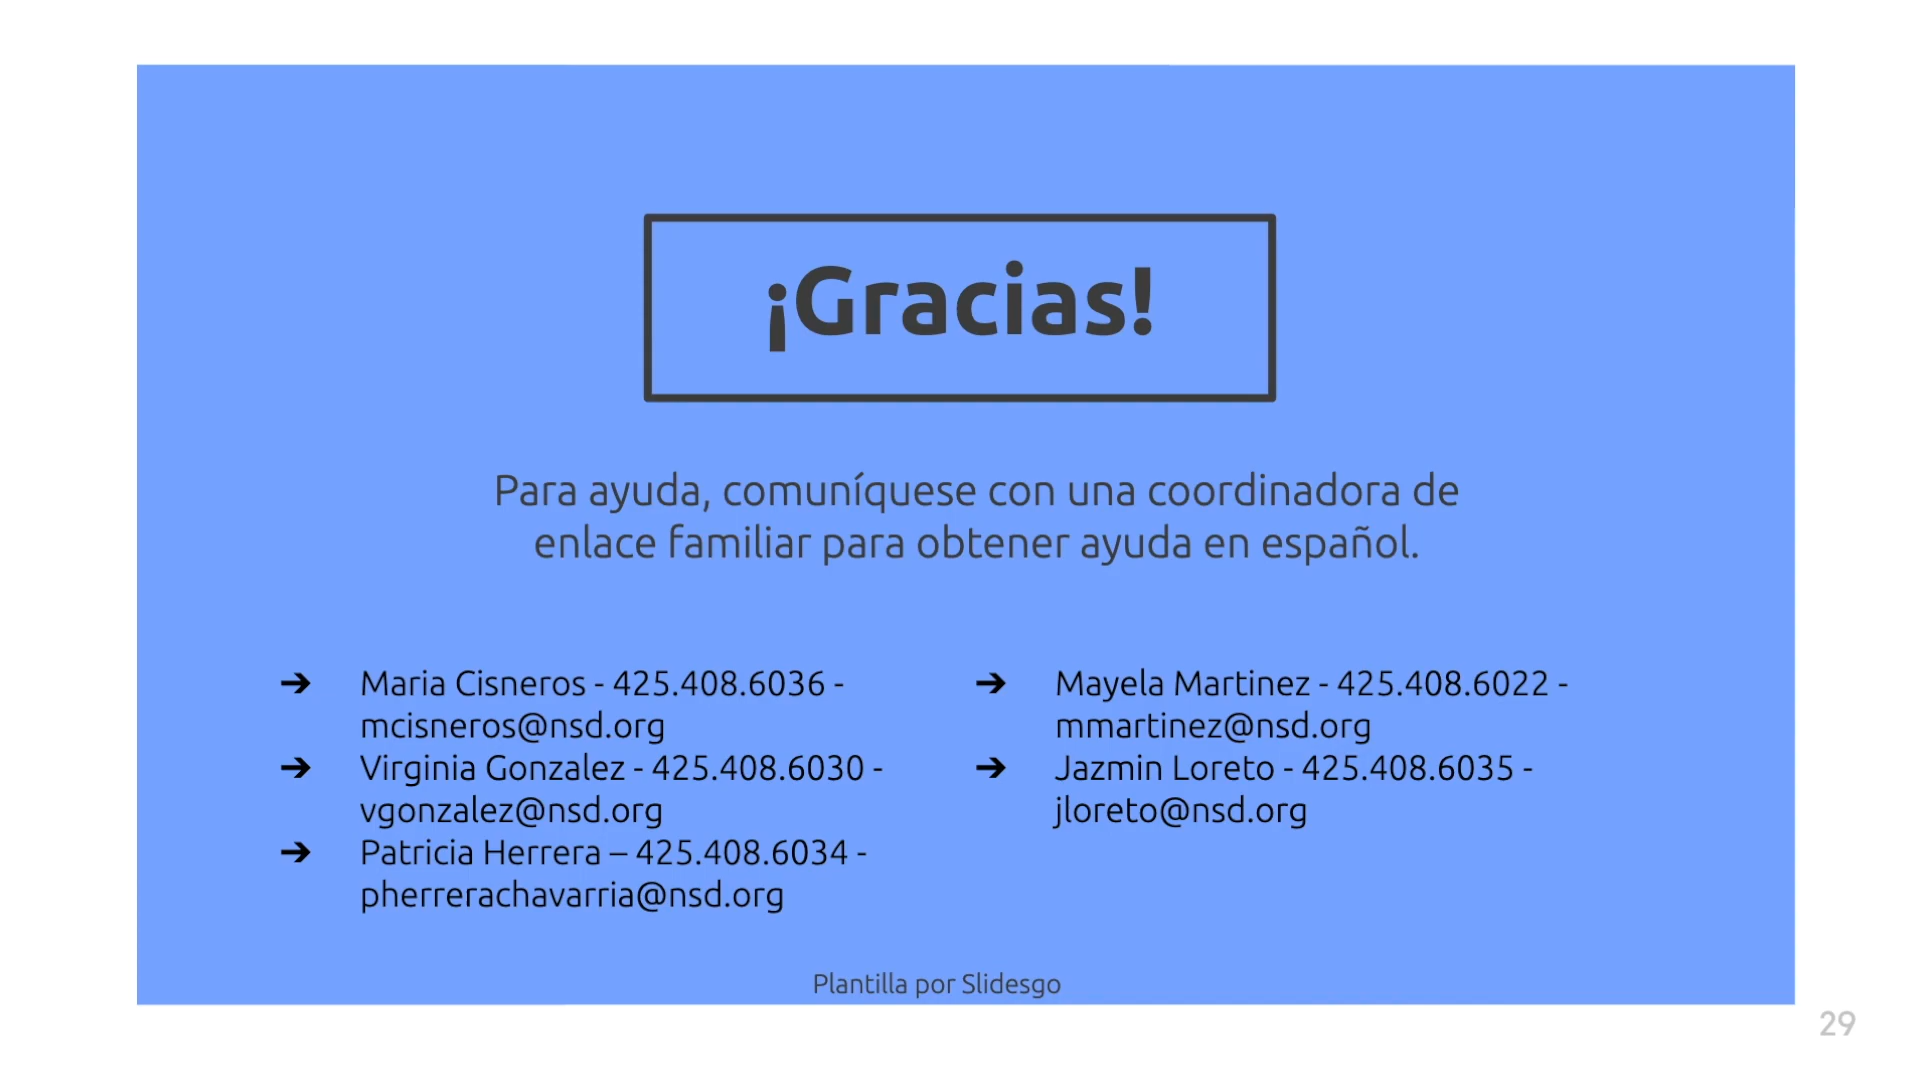 ¡Gracias!
Para ayuda, comuníquese con una coordinadora de
enlace familiar para obtener ayuda en español.
➔ Maria Cisneros - 425.408.6036 -
mcisneros@nsd.org
➔ Virginia Gonzalez - 425.408.6030 -
vgonzalez@nsd.org
➔ Patricia Herrera – 425.408.6034 -
pherrerachavarria@nsd.org
➔ Mayela Martinez - 425.408.6022 -
mmartinez@nsd.org
➔ Jazmin Loreto - 425.408.6035 -
jloreto@nsd.org
Plantilla por Slidesgo
29